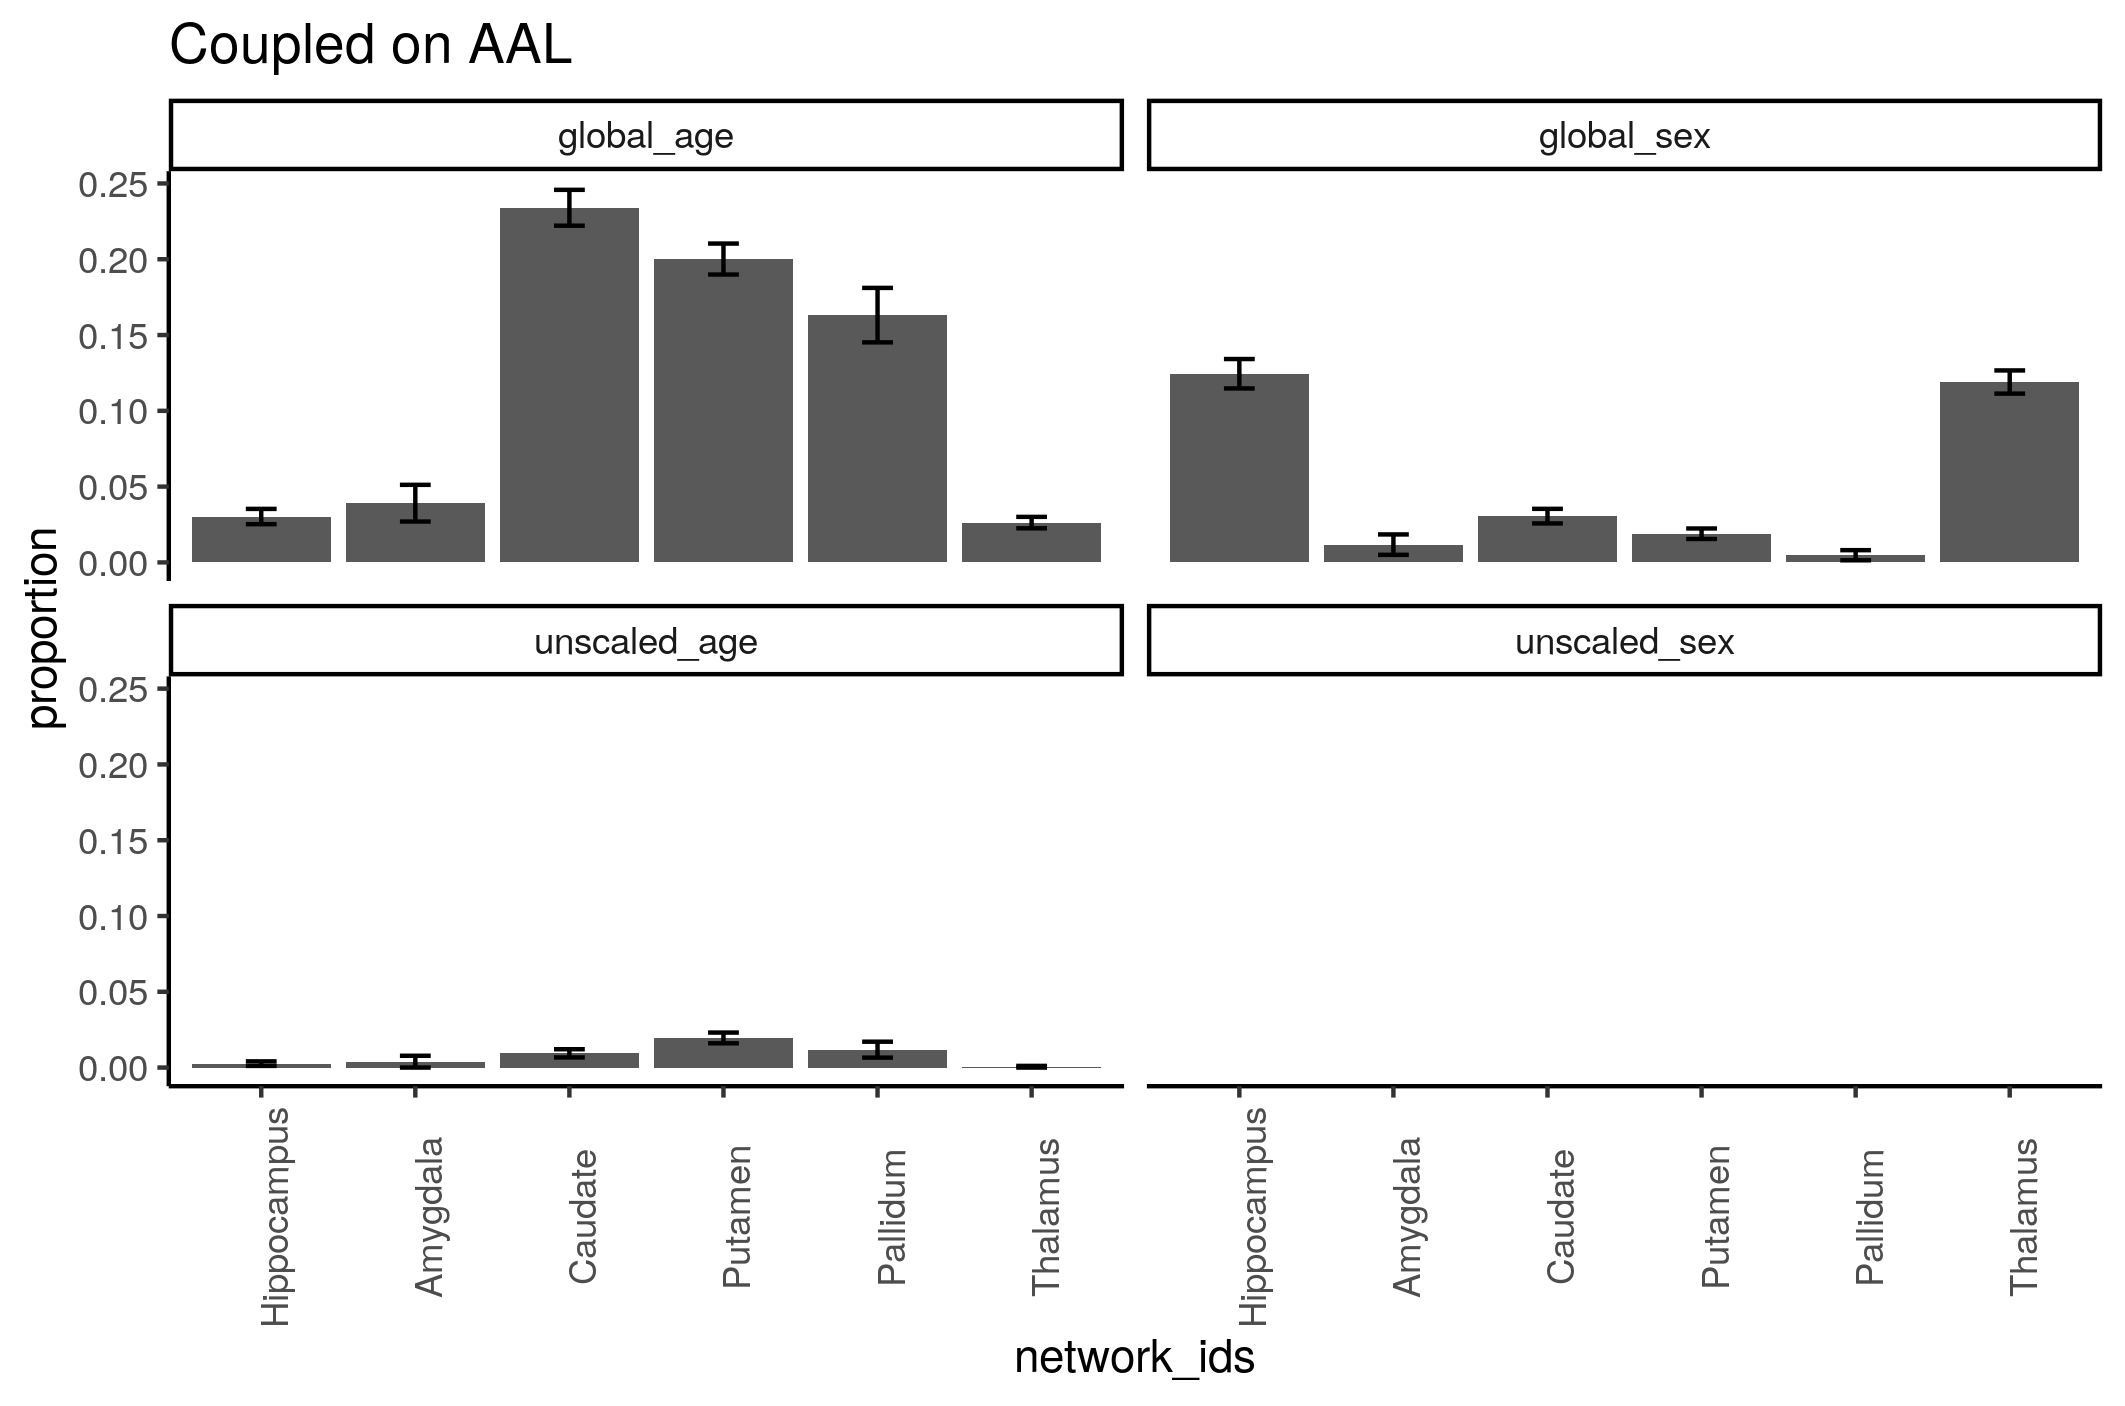 Coupled on AAL
global_age
global_sex
0.25
0.20
0.15
0.10
0.05
0.00
unscaled_age
unscaled_sex
0.25
0.20
0.15
0.10
0.05
0.00
proportion
Hippocampus
Amygdala
Caudate
Putamen
Pallidum
Thalamus
Hippocampus
Amygdala
Caudate
Putamen
Pallidum
Thalamus
network_ids